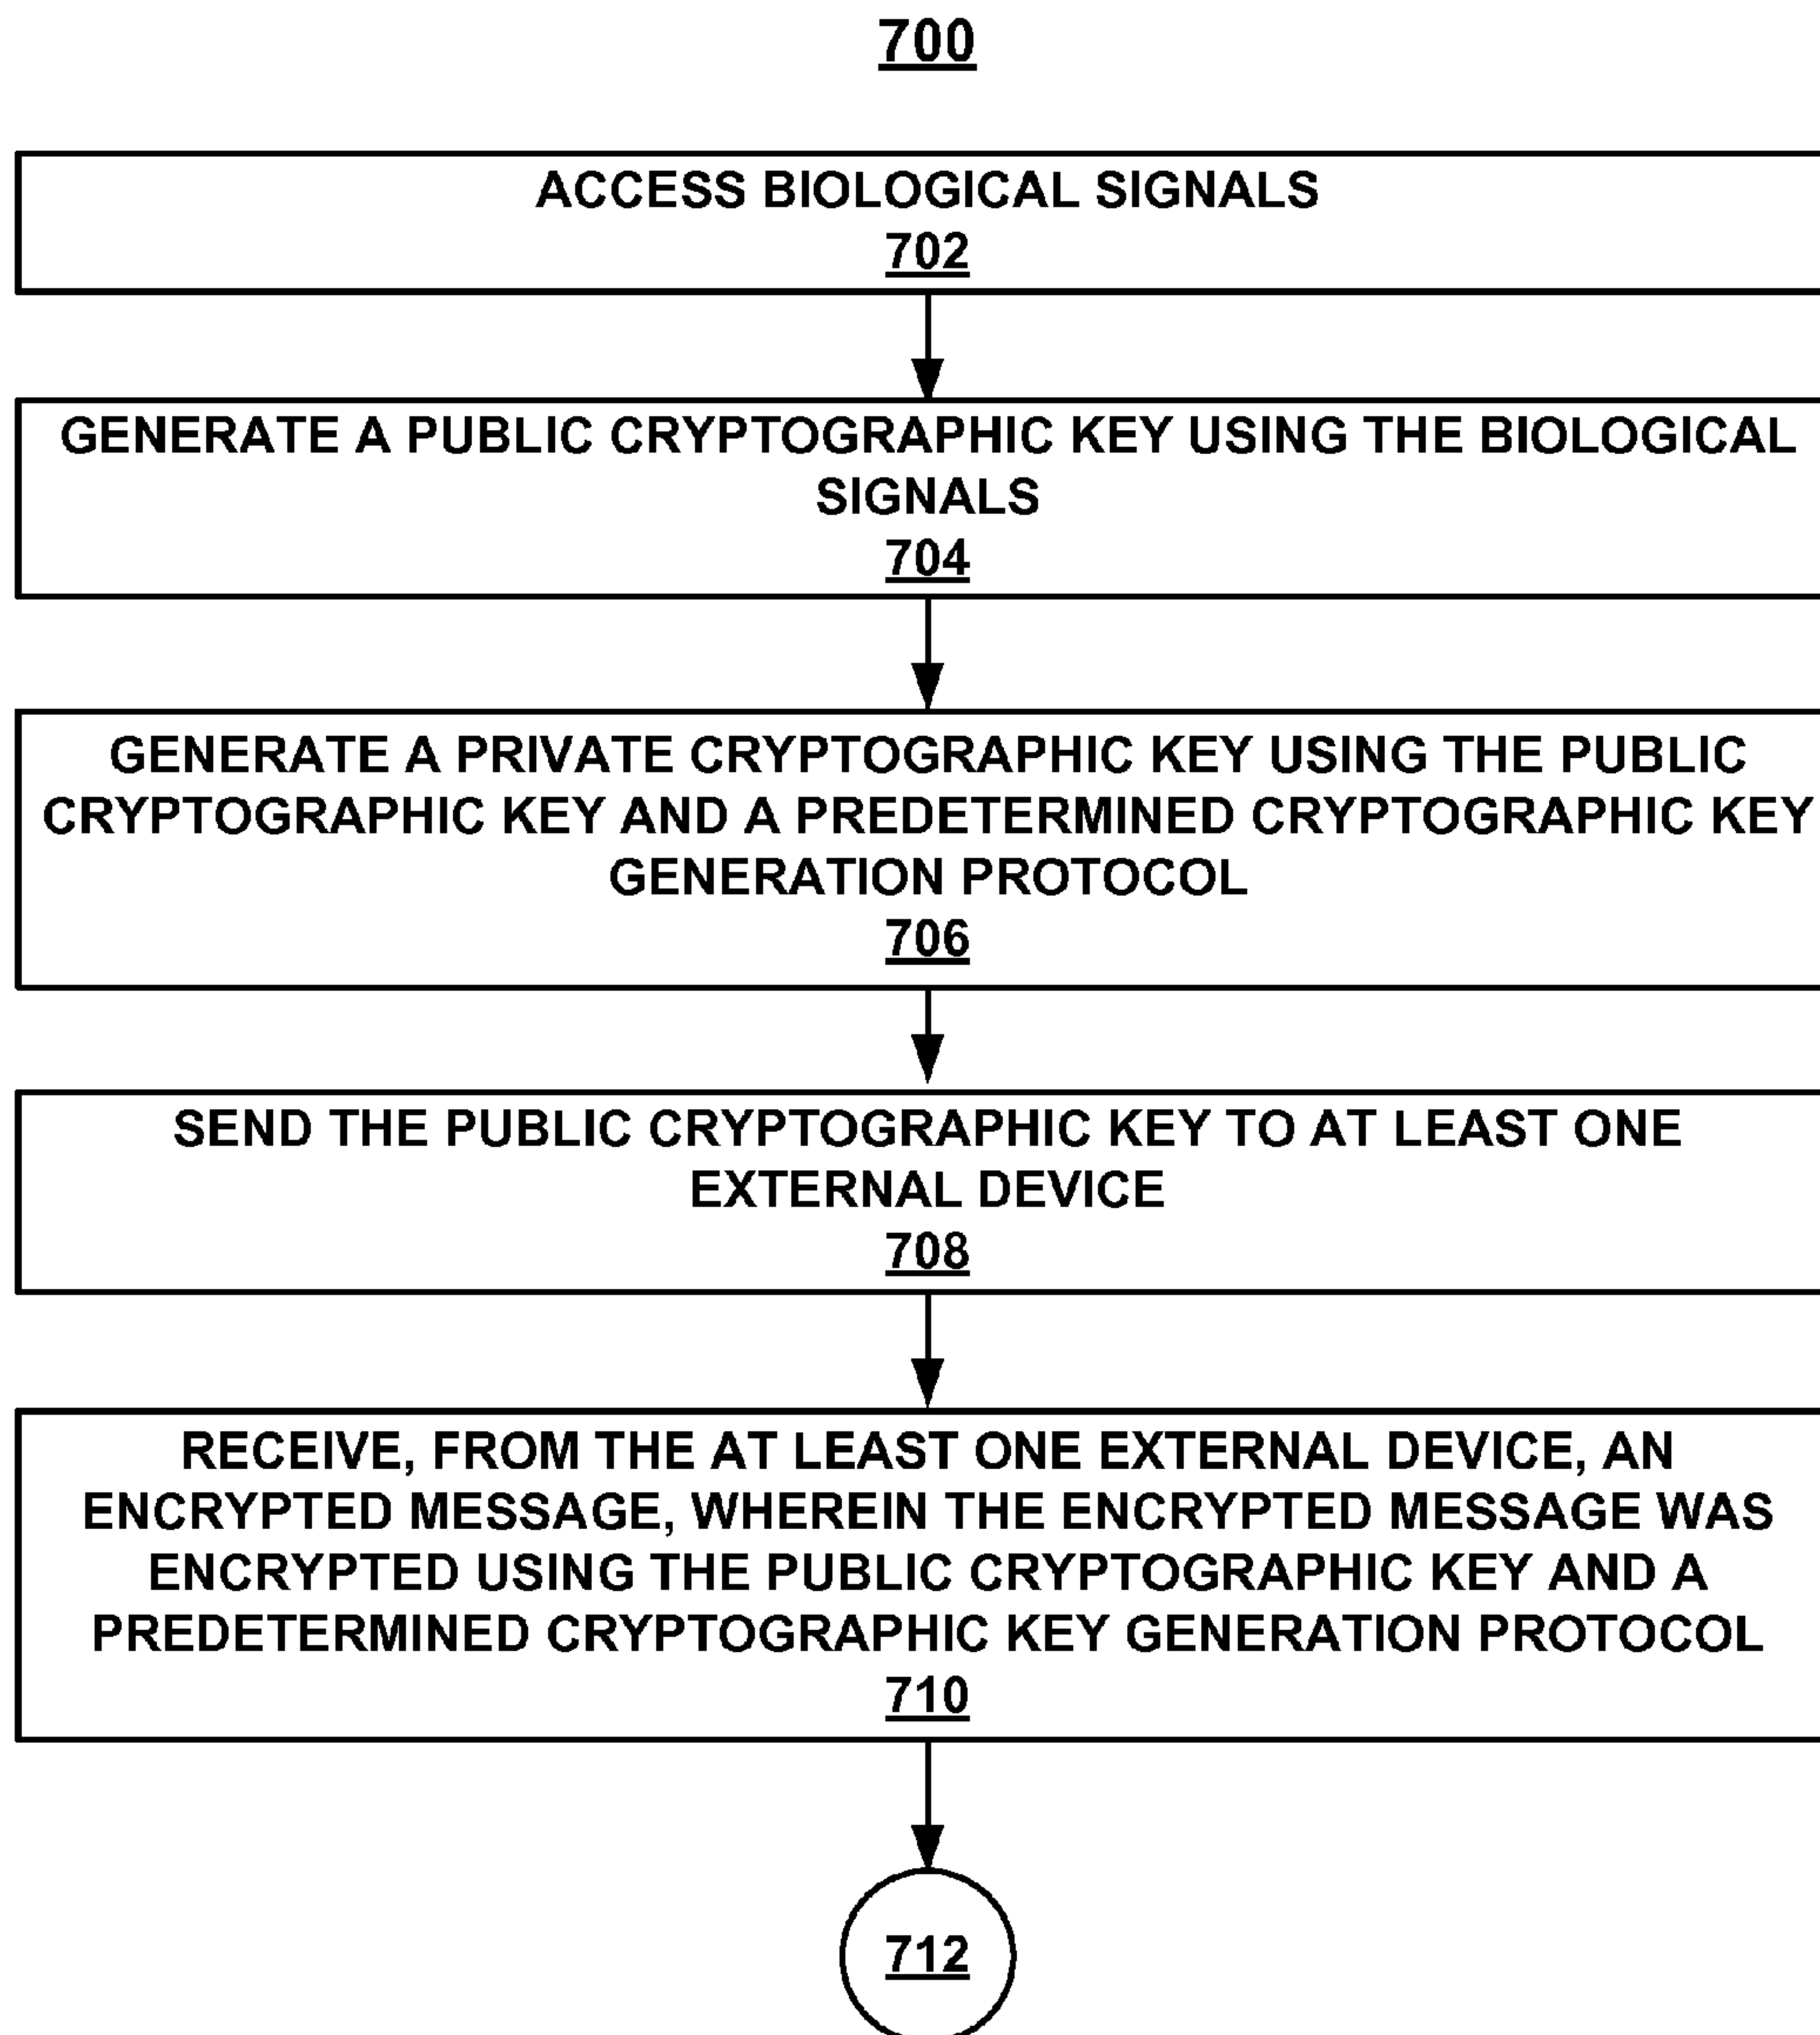 700
ACCESS BIOLOGICAL SIGNALS
702
GENERATE A PUBLIC CRYPTOGRAPHIC KEY USING THE BIOLOGICAL
SIGNALS
704
GENERATE A PRIVATE CRYPTOGRAPHIC KEY USING THE PUBLIC
CRYPTOGRAPHIC KEY AND A PREDETERMINED CRYPTOGRAPHIC KEY
GENERATION PROTOCOL
706
SEND THE PUBLIC CRYPTOGRAPHIC KEY TO AT LEAST ONE
EXTERNAL DEVICE
708
RECEIVE, FROM THE AT LEAST ONE EXTERNAL DEVICE, AN
ENCRYPTED MESSAGE, WHEREIN THE ENCRYPTED MESSAGE WAS
ENCRYPTED USING THE PUBLIC CRYPTOGRAPHIC KEY AND A
PREDETERMINED CRYPTOGRAPHIC KEY GENERATION PROTOCOL
710
712